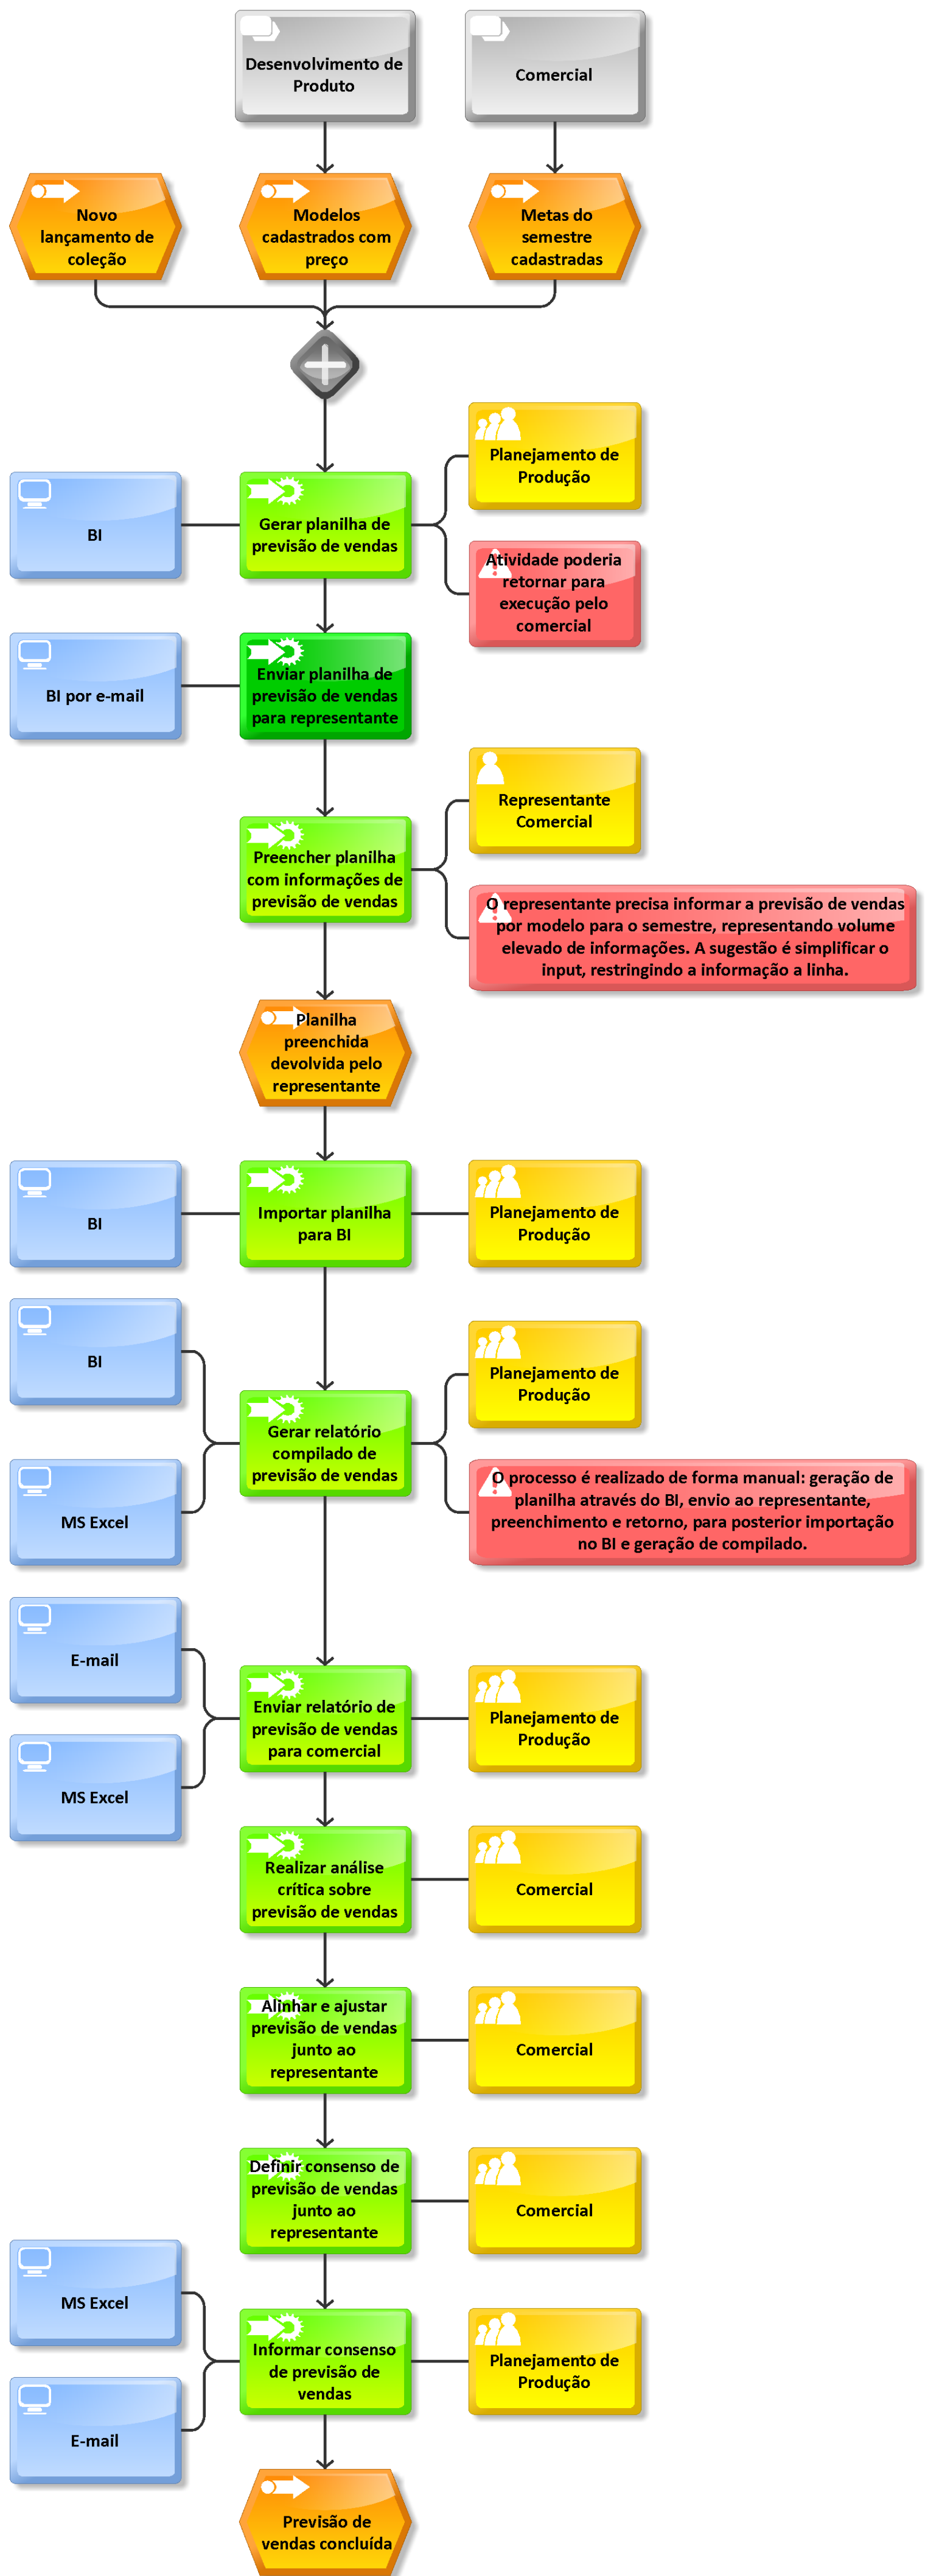 Desenvolvimento de
Produto
Comercial
Novo
lançamento de
coleção
Modelos
cadastrados com
preço
Metas do
semestre
cadastradas
Planejamento de
Produção
BI
Gerar planilha de
previsão de vendas
Atividade poderia
retornar para
execução pelo
comercial
BI por e-mail
Enviar planilha de
previsão de vendas
para representante
Representante
Comercial
Preencher planilha
com informações de
previsão de vendas
O representante precisa informar a previsão de vendas
por modelo para o semestre, representando volume
elevado de informações. A sugestão é simplificar o
input, restringindo a informação a linha.
Planilha
preenchida
devolvida pelo
representante
BI
Importar planilha
para BI
Planejamento de
Produção
BI
Planejamento de
Produção
Gerar relatório
compilado de
previsão de vendas
MS Excel
O processo é realizado de forma manual: geração de
planilha através do BI, envio ao representante,
preenchimento e retorno, para posterior importação
no BI e geração de compilado.
E-mail
Enviar relatório de
previsão de vendas
para comercial
Planejamento de
Produção
MS Excel
Realizar análise
crítica sobre
previsão de vendas
Comercial
Alinhar e ajustar
previsão de vendas
junto ao
representante
Comercial
Definir consenso de
previsão de vendas
junto ao
representante
Comercial
MS Excel
Informar consenso
de previsão de
vendas
Planejamento de
Produção
E-mail
Previsão de
vendas concluída